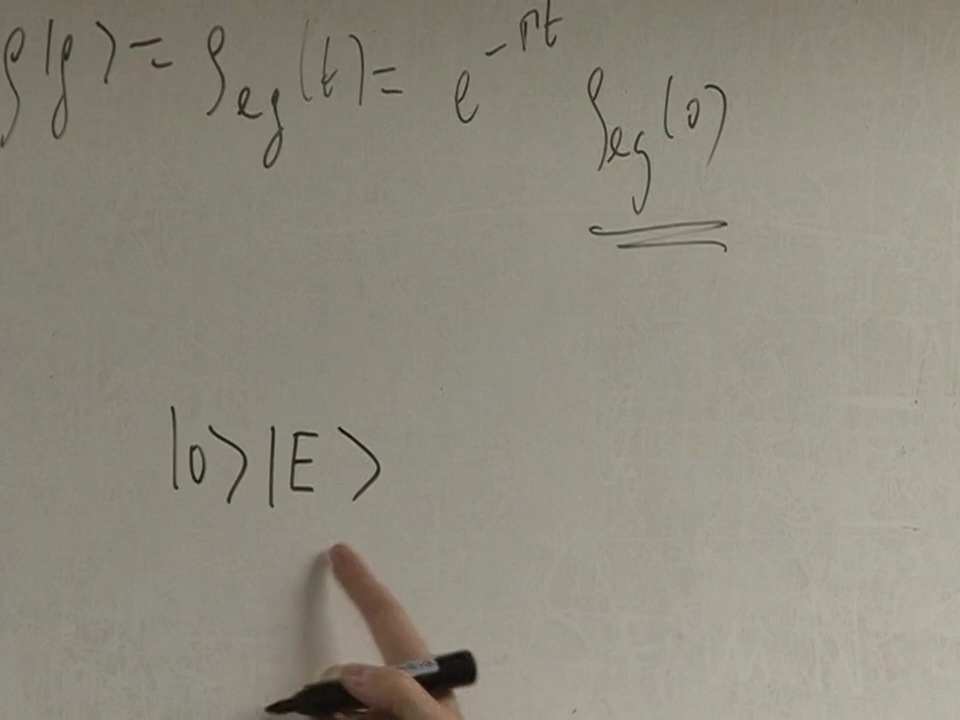 ρ|g⟩ = ρ_eg(t) = e^{-Γt} ρ_eg(0)
|0⟩|E⟩